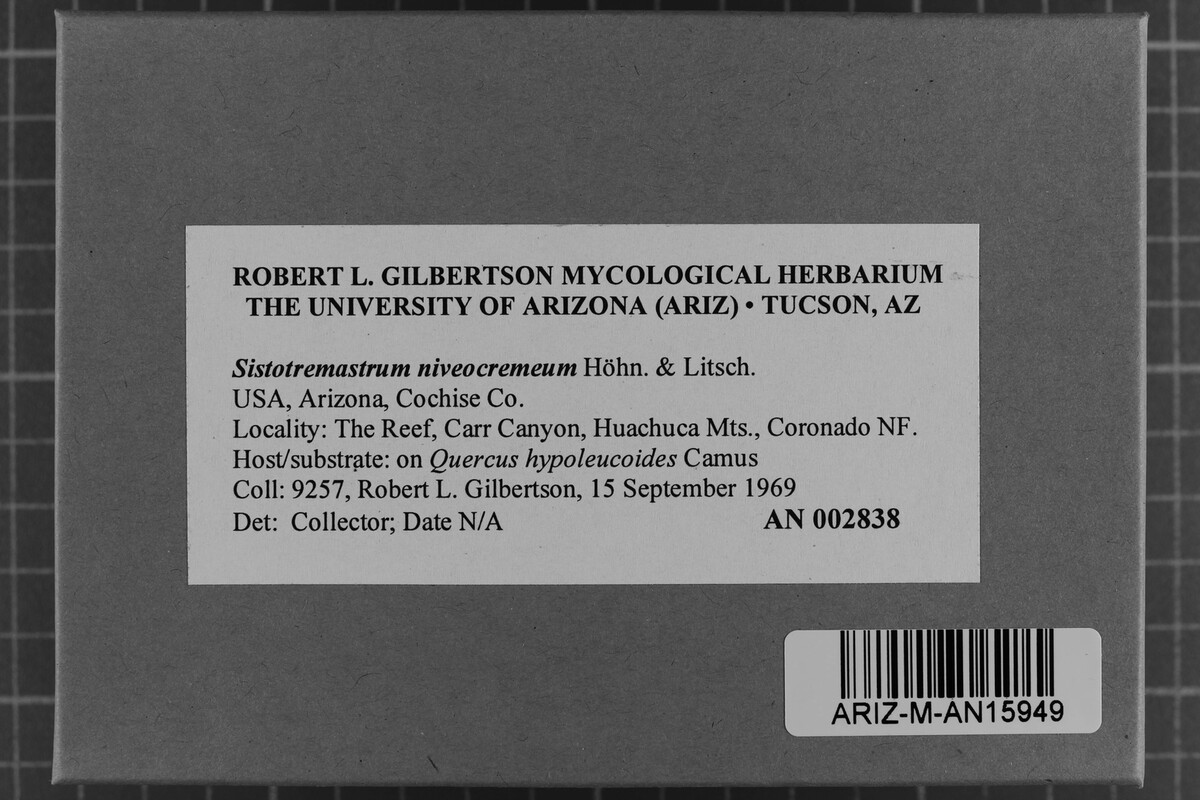 ROBERT L. GILBERTSON MYCOLOGICAL HERBARIUM
THE UNIVERSITY OF ARIZONA (ARIZ) • TUCSON, AZ
Sistotremastrum niveocremeum Höhn. & Litsch.
USA, Arizona, Cochise Co.
Locality: The Reef, Carr Canyon, Huachuca Mts., Coronado NF.
Host/substrate: on Quercus hypoleucoides Camus
Coll: 9257, Robert L. Gilbertson, 15 September 1969
Det: Collector; Date N/A AN 002838
ARIZ-M-AN15949